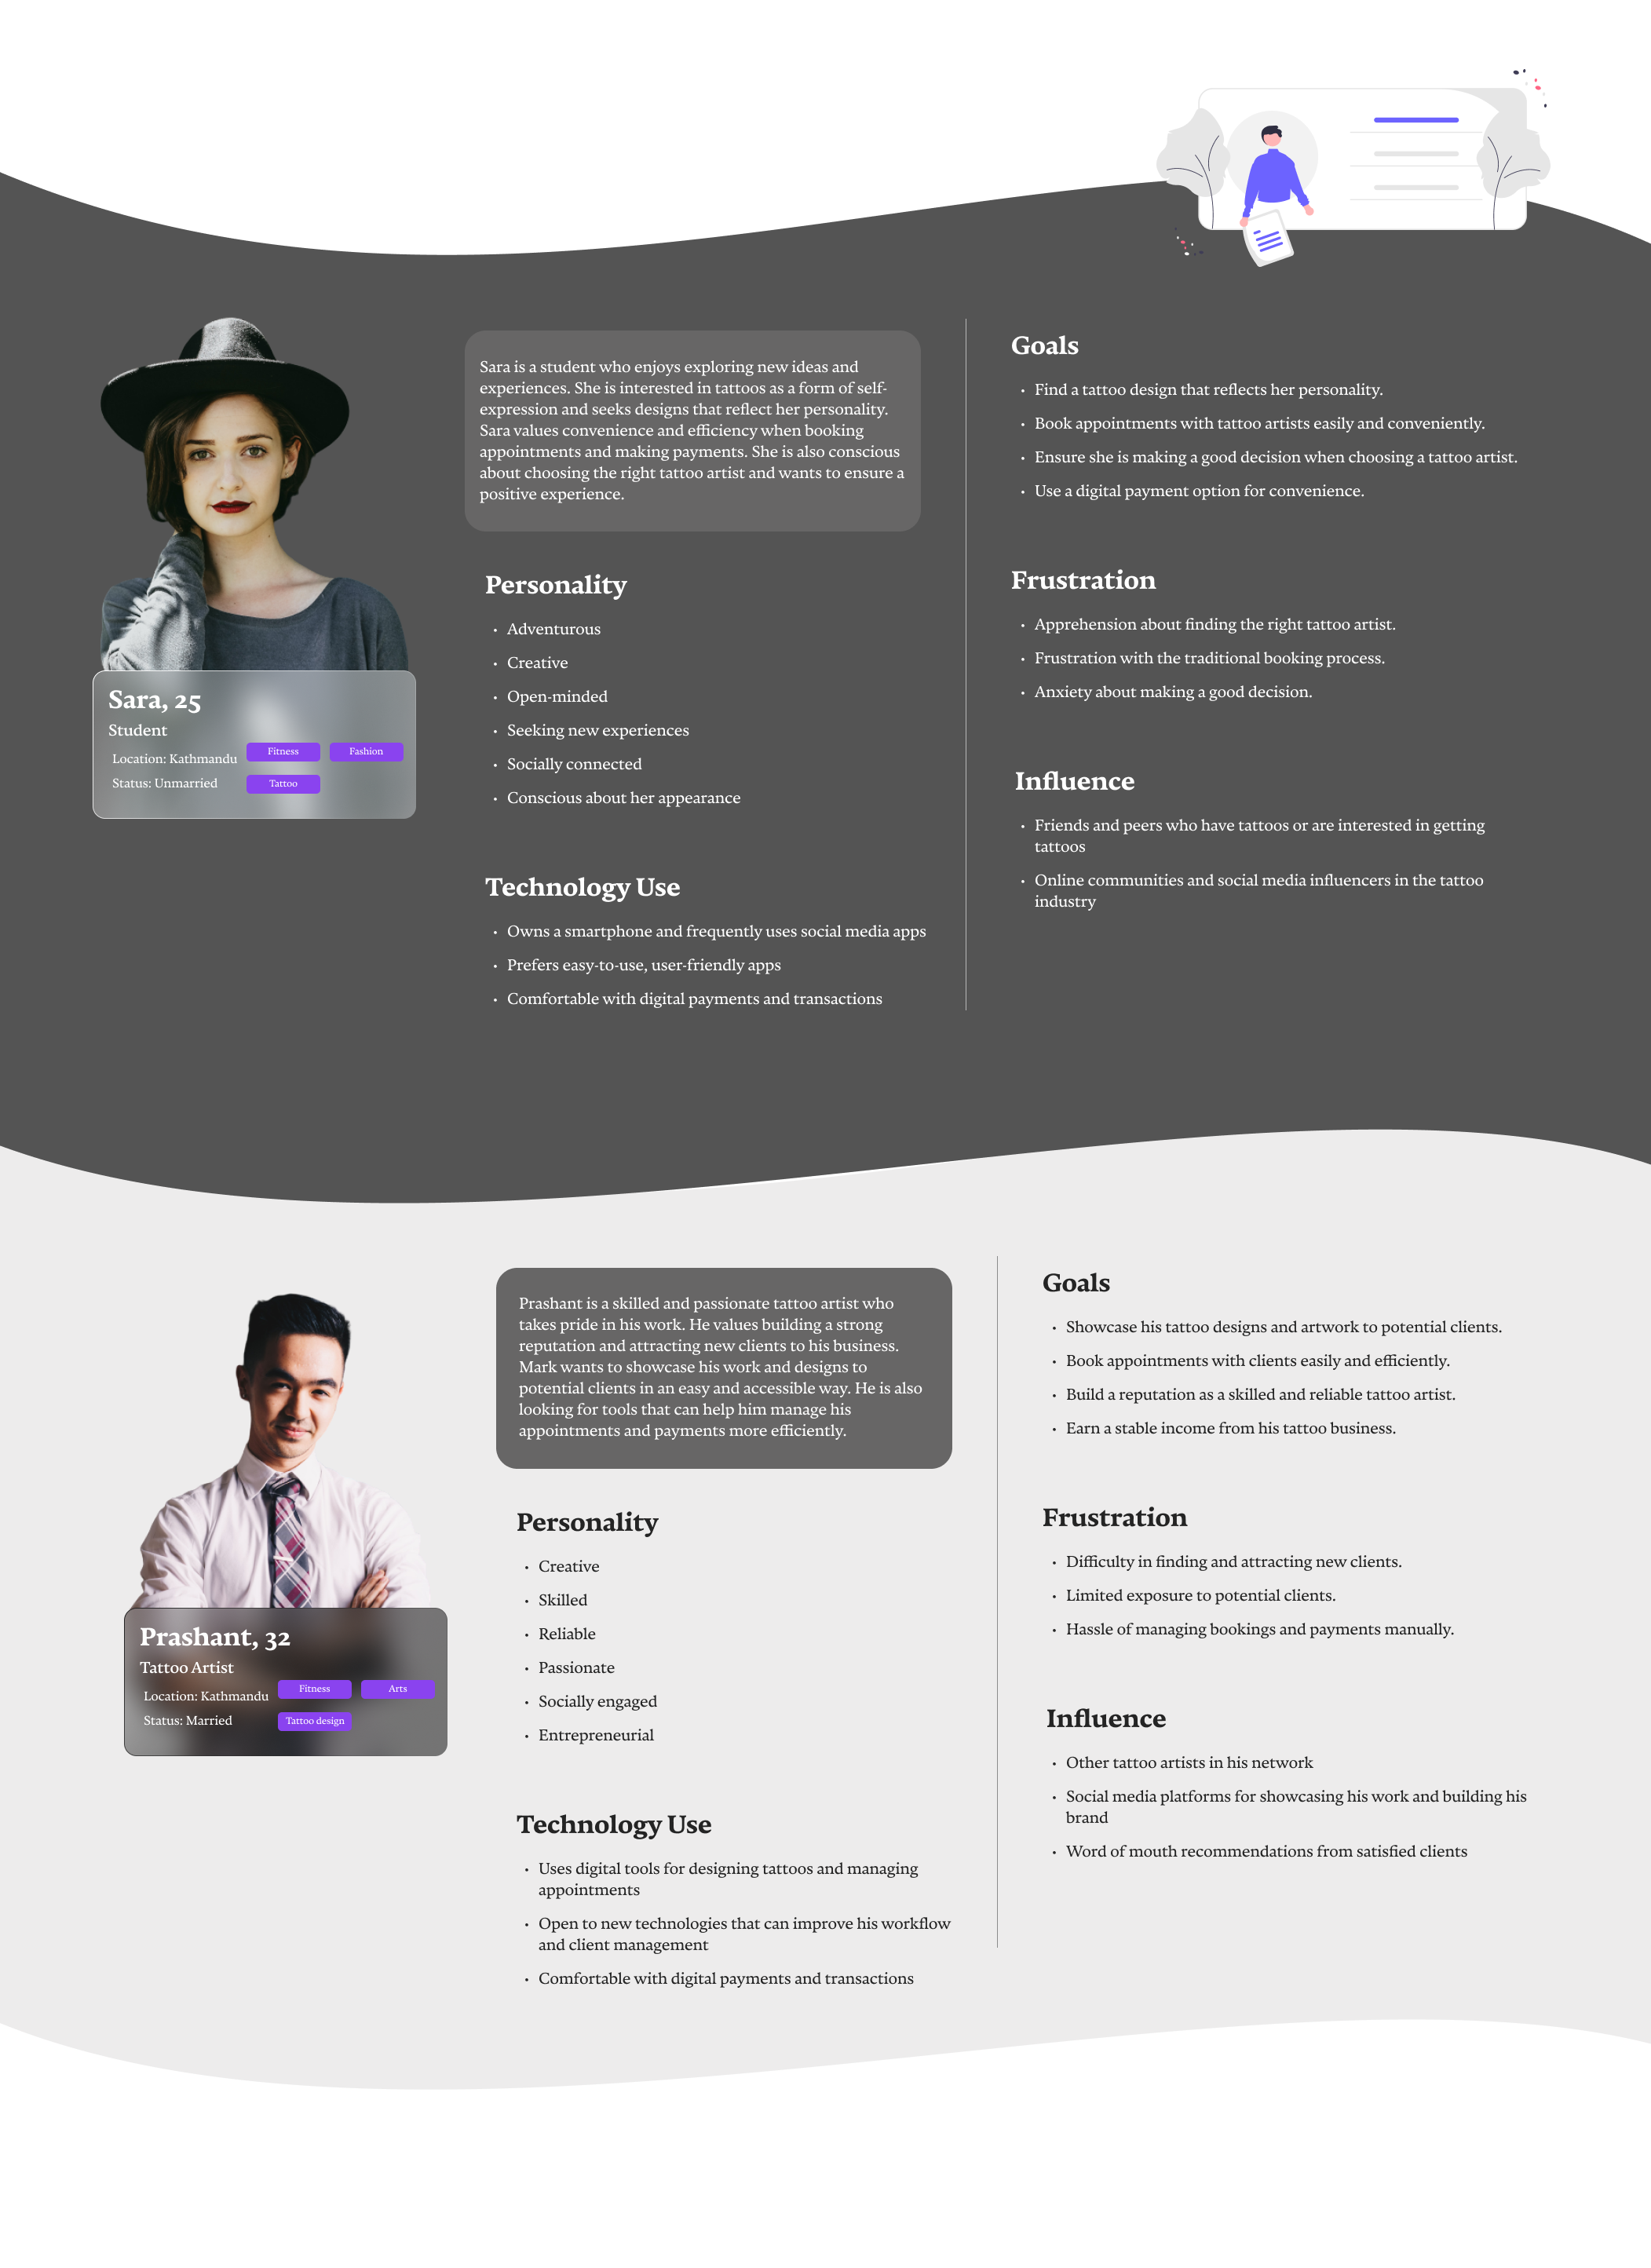 Sara, 25
Student
Location: Kathmandu
Status: Unmarried
Fitness
Fashion
Tattoo
Sara is a student who enjoys exploring new ideas and
experiences. She is interested in tattoos as a form of self-
expression and seeks designs that reflect her personality.
Sara values convenience and efficiency when booking
appointments and making payments. She is also conscious
about choosing the right tattoo artist and wants to ensure a
positive experience.
Personality
• Adventurous
• Creative
• Open-minded
• Seeking new experiences
• Socially connected
• Conscious about her appearance
Technology Use
• Owns a smartphone and frequently uses social media apps
• Prefers easy-to-use, user-friendly apps
• Comfortable with digital payments and transactions
Goals
• Find a tattoo design that reflects her personality.
• Book appointments with tattoo artists easily and conveniently.
• Ensure she is making a good decision when choosing a tattoo artist.
• Use a digital payment option for convenience.
Frustration
• Apprehension about finding the right tattoo artist.
• Frustration with the traditional booking process.
• Anxiety about making a good decision.
Influence
• Friends and peers who have tattoos or are interested in getting
tattoos
• Online communities and social media influencers in the tattoo
industry
Prashant, 32
Tattoo Artist
Location: Kathmandu
Status: Married
Fitness
Arts
Tattoo design
Prashant is a skilled and passionate tattoo artist who
takes pride in his work. He values building a strong
reputation and attracting new clients to his business.
Mark wants to showcase his work and designs to
potential clients in an easy and accessible way. He is also
looking for tools that can help him manage his
appointments and payments more efficiently.
Personality
• Creative
• Skilled
• Reliable
• Passionate
• Socially engaged
• Entrepreneurial
Technology Use
• Uses digital tools for designing tattoos and managing
appointments
• Open to new technologies that can improve his workflow
and client management
• Comfortable with digital payments and transactions
Goals
• Showcase his tattoo designs and artwork to potential clients.
• Book appointments with clients easily and efficiently.
• Build a reputation as a skilled and reliable tattoo artist.
• Earn a stable income from his tattoo business.
Frustration
• Difficulty in finding and attracting new clients.
• Limited exposure to potential clients.
• Hassle of managing bookings and payments manually.
Influence
• Other tattoo artists in his network
• Social media platforms for showcasing his work and building his
brand
• Word of mouth recommendations from satisfied clients